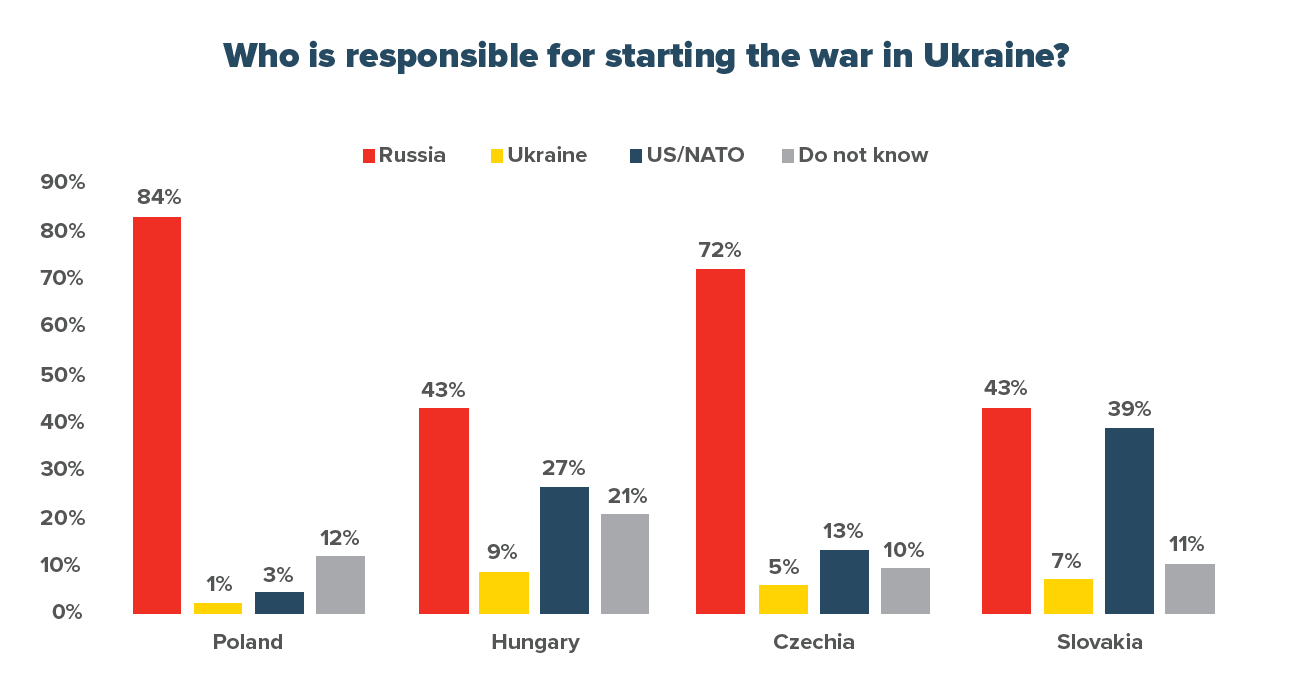 Who is responsible for starting the war in Ukraine?
Russia Ukraine US/NATO Do not know
90%
80%
70%
60%
50%
40%
30%
20%
10%
0%
84% 1% 3% 12%
43% 9% 27% 21%
72% 5% 13% 10%
43% 7% 39% 11%
Poland Hungary Czechia Slovakia